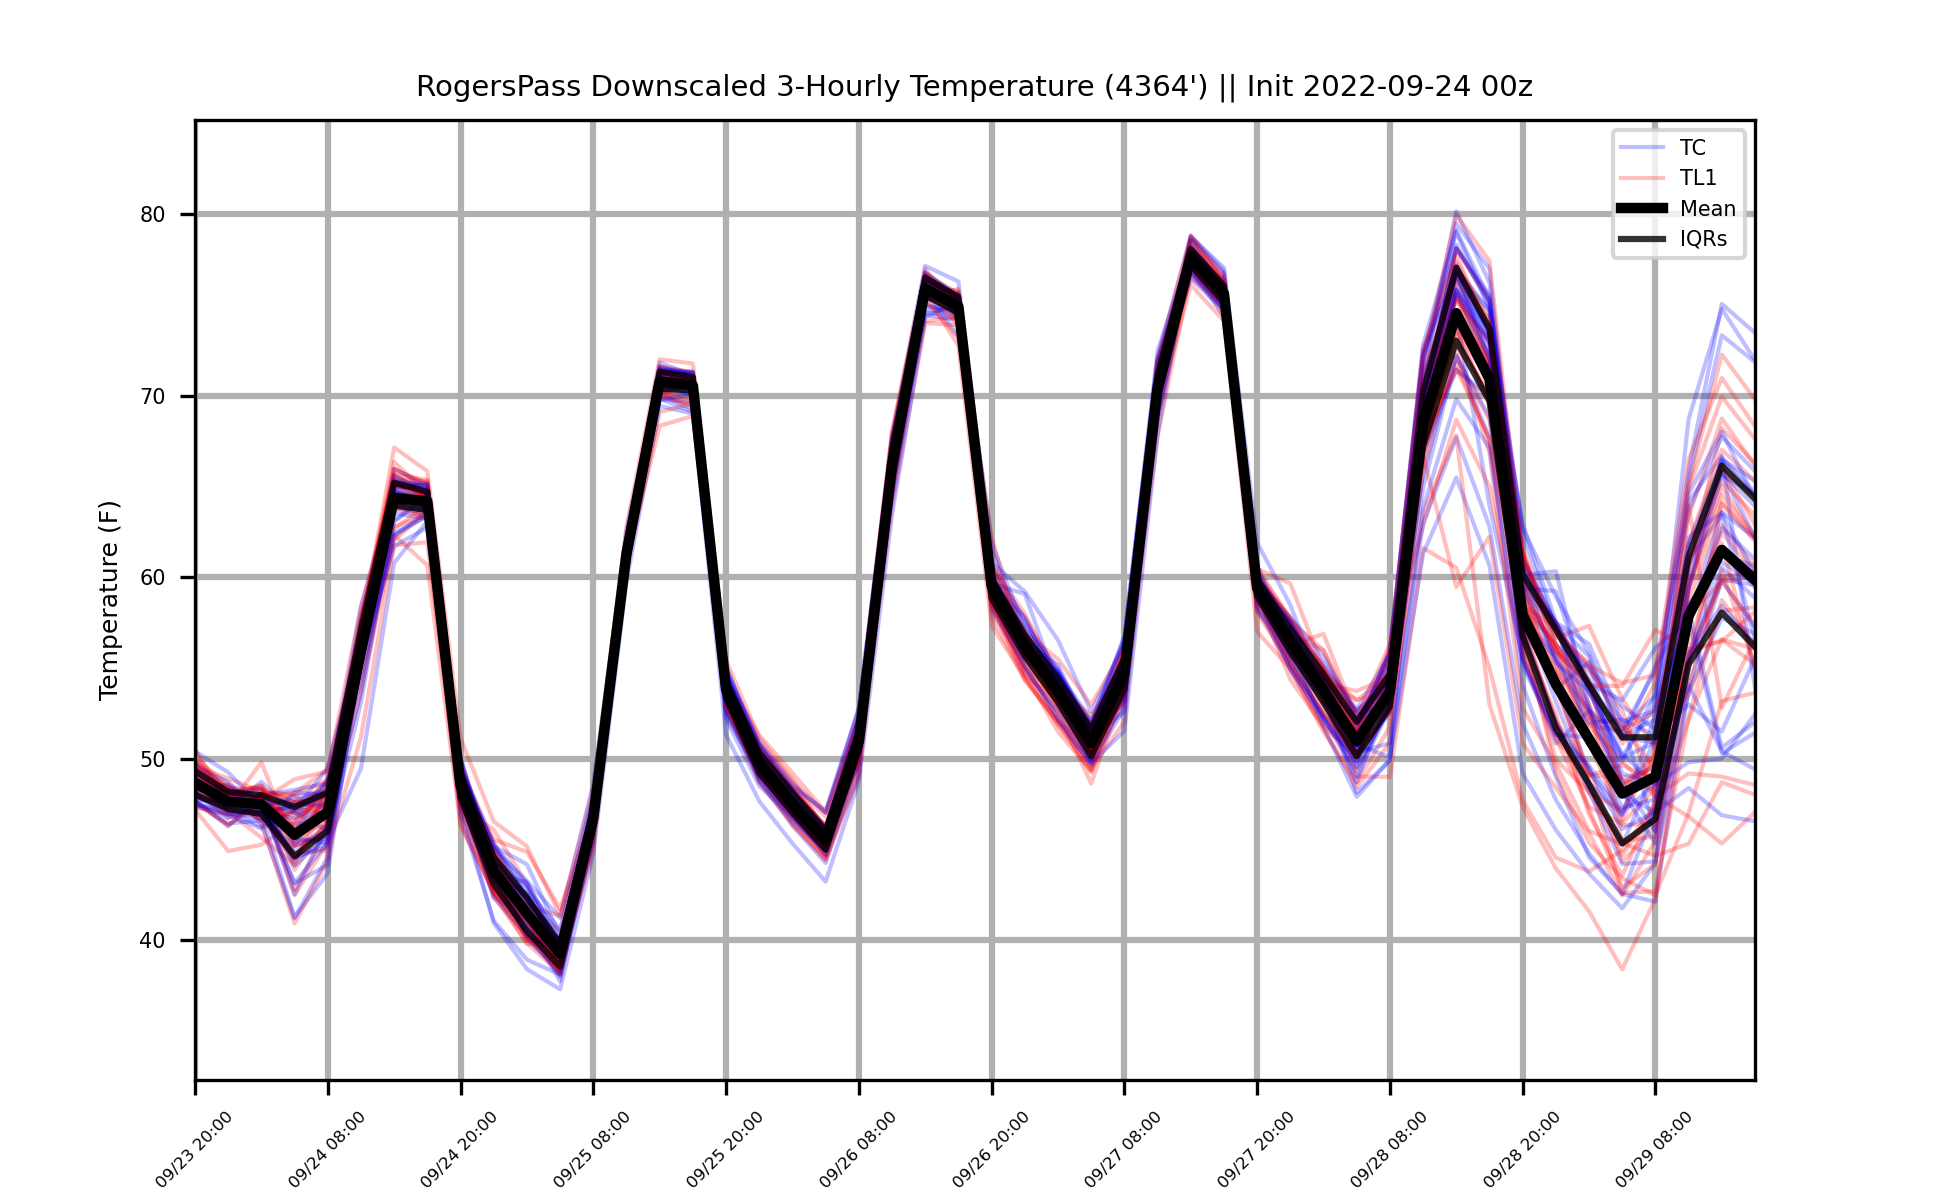 RogersPass Downscaled 3-Hourly Temperature (4364') || Init 2022-09-24 00z
TC
TL1
Mean
IQRs
Temperature (F)
80
70
60
50
40
09/23 20:00
09/24 08:00
09/24 20:00
09/25 08:00
09/25 20:00
09/26 08:00
09/26 20:00
09/27 08:00
09/27 20:00
09/28 08:00
09/28 20:00
09/29 08:00